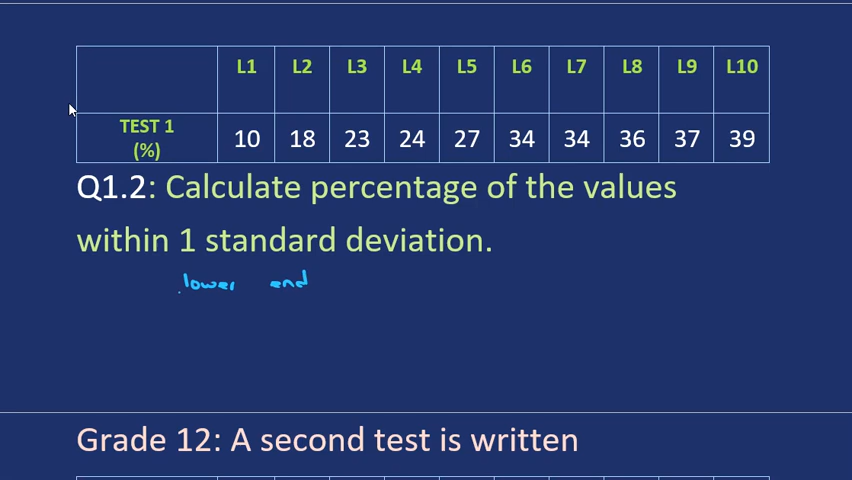 L1 L2 L3 L4 L5 L6 L7 L8 L9 L10
TEST 1
(%)
10 18 23 24 27 34 34 36 37 39
Q1.2: Calculate percentage of the values
within 1 standard deviation.
lower end
Grade 12: A second test is written